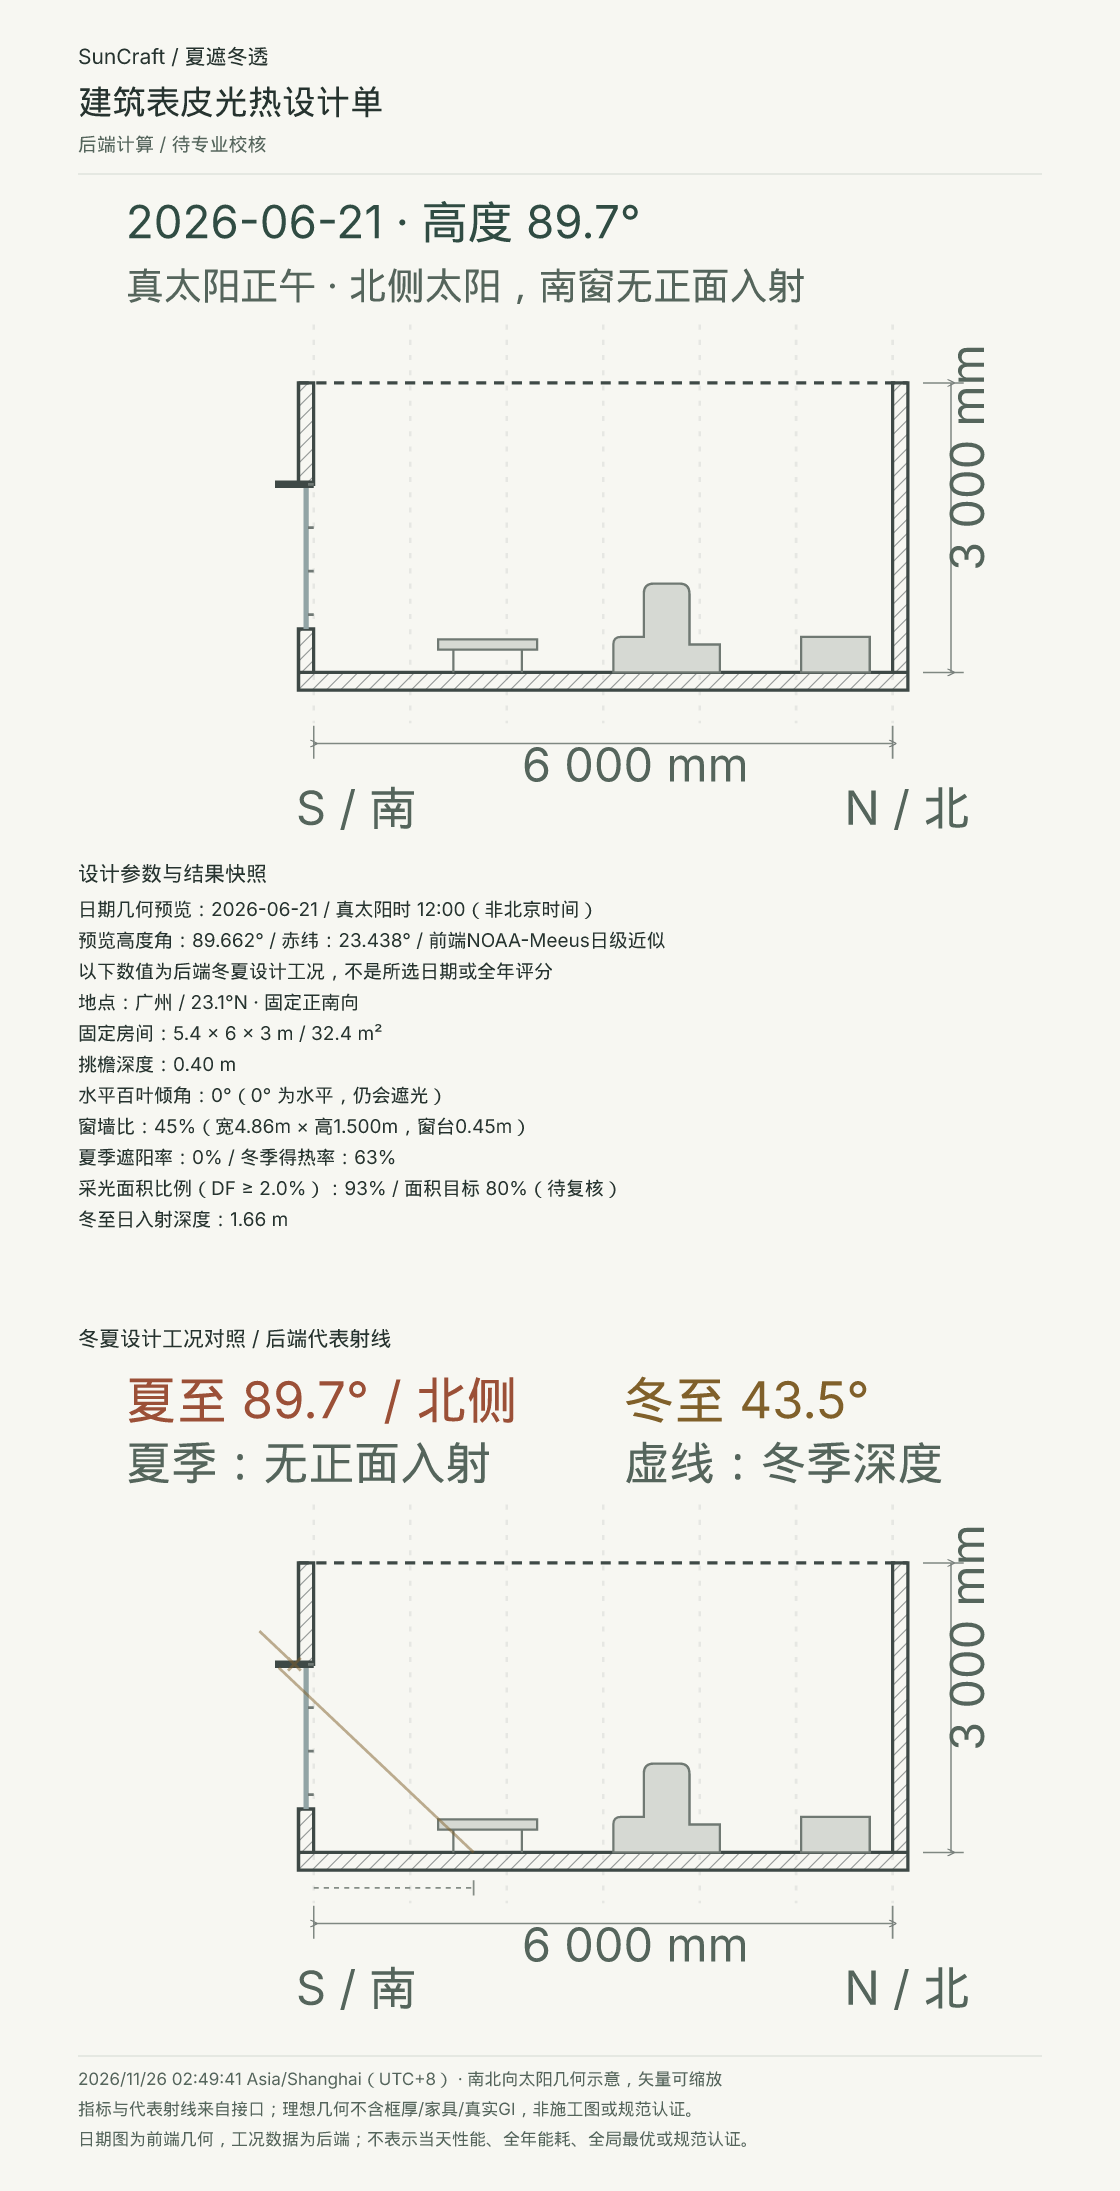 SunCraft / 夏遮冬透
建筑表皮光热设计单
后端计算 / 待专业校核
2026-06-21 · 高度 89.7°
真太阳正午 · 北侧太阳，南窗无正面入射
3 000 mm
6 000 mm
S / 南
N / 北
设计参数与结果快照
日期几何预览：2026-06-21 / 真太阳时 12:00（非北京时间）
预览高度角：89.662° / 赤纬：23.438° / 前端NOAA-Meeus日级近似
以下数值为后端冬夏设计工况，不是所选日期或全年评分
地点：广州 / 23.1°N · 固定正南向
固定房间：5.4 × 6 × 3 m / 32.4 m²
挑檐深度：0.40 m
水平百叶倾角：0°（0° 为水平，仍会遮光）
窗墙比：45%（宽4.86m × 高1.500m，窗台0.45m）
夏季遮阳率：0% / 冬季得热率：63%
采光面积比例（DF ≥ 2.0%）：93% / 面积目标 80%（待复核）
冬至日入射深度：1.66 m
冬夏设计工况对照 / 后端代表射线
夏至 89.7° / 北侧
冬至 43.5°
夏季：无正面入射
虚线：冬季深度
3 000 mm
6 000 mm
S / 南
N / 北
2026/11/26 02:49:41 Asia/Shanghai（UTC+8）· 南北向太阳几何示意，矢量可缩放
指标与代表射线来自接口；理想几何不含框厚/家具/真实GI，非施工图或规范认证。
日期图为前端几何，工况数据为后端；不表示当天性能、全年能耗、全局最优或规范认证。